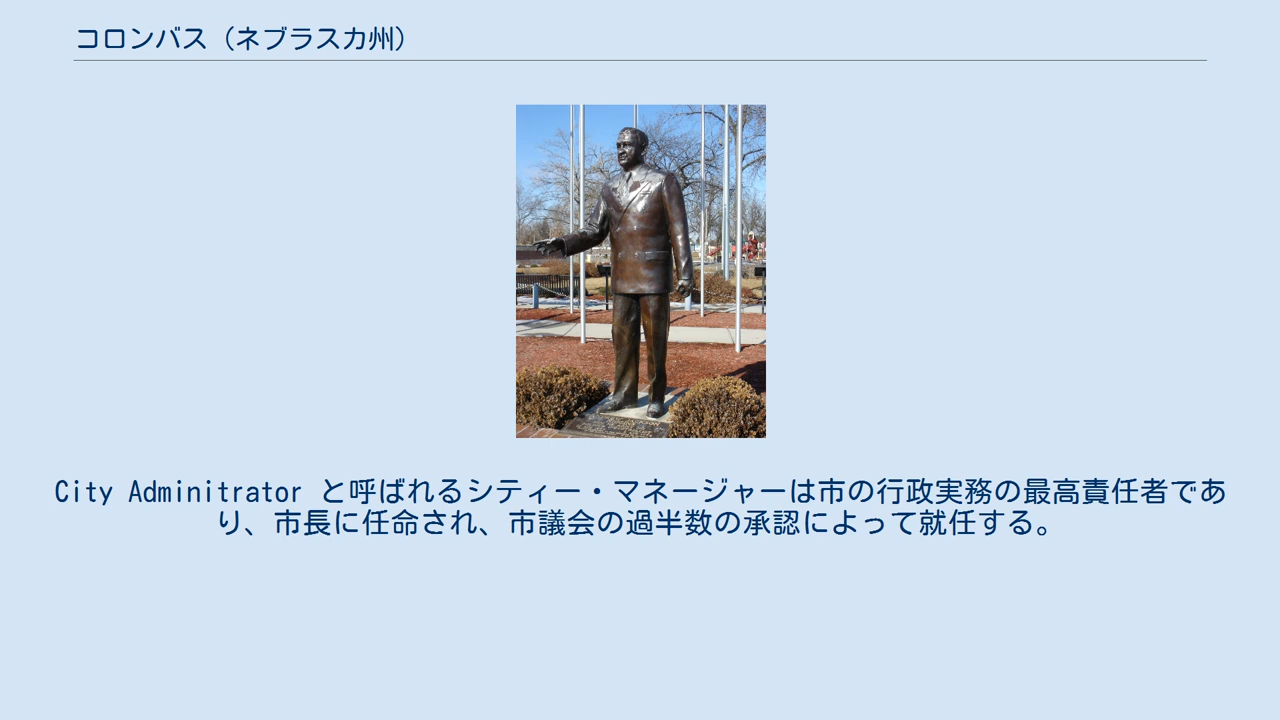 コロンバス（ネブラスカ州）
City Adminitrator と呼ばれるシティー・マネージャーは市の行政実務の最高責任者であ
り、市長に任命され、市議会の過半数の承認によって就任する。